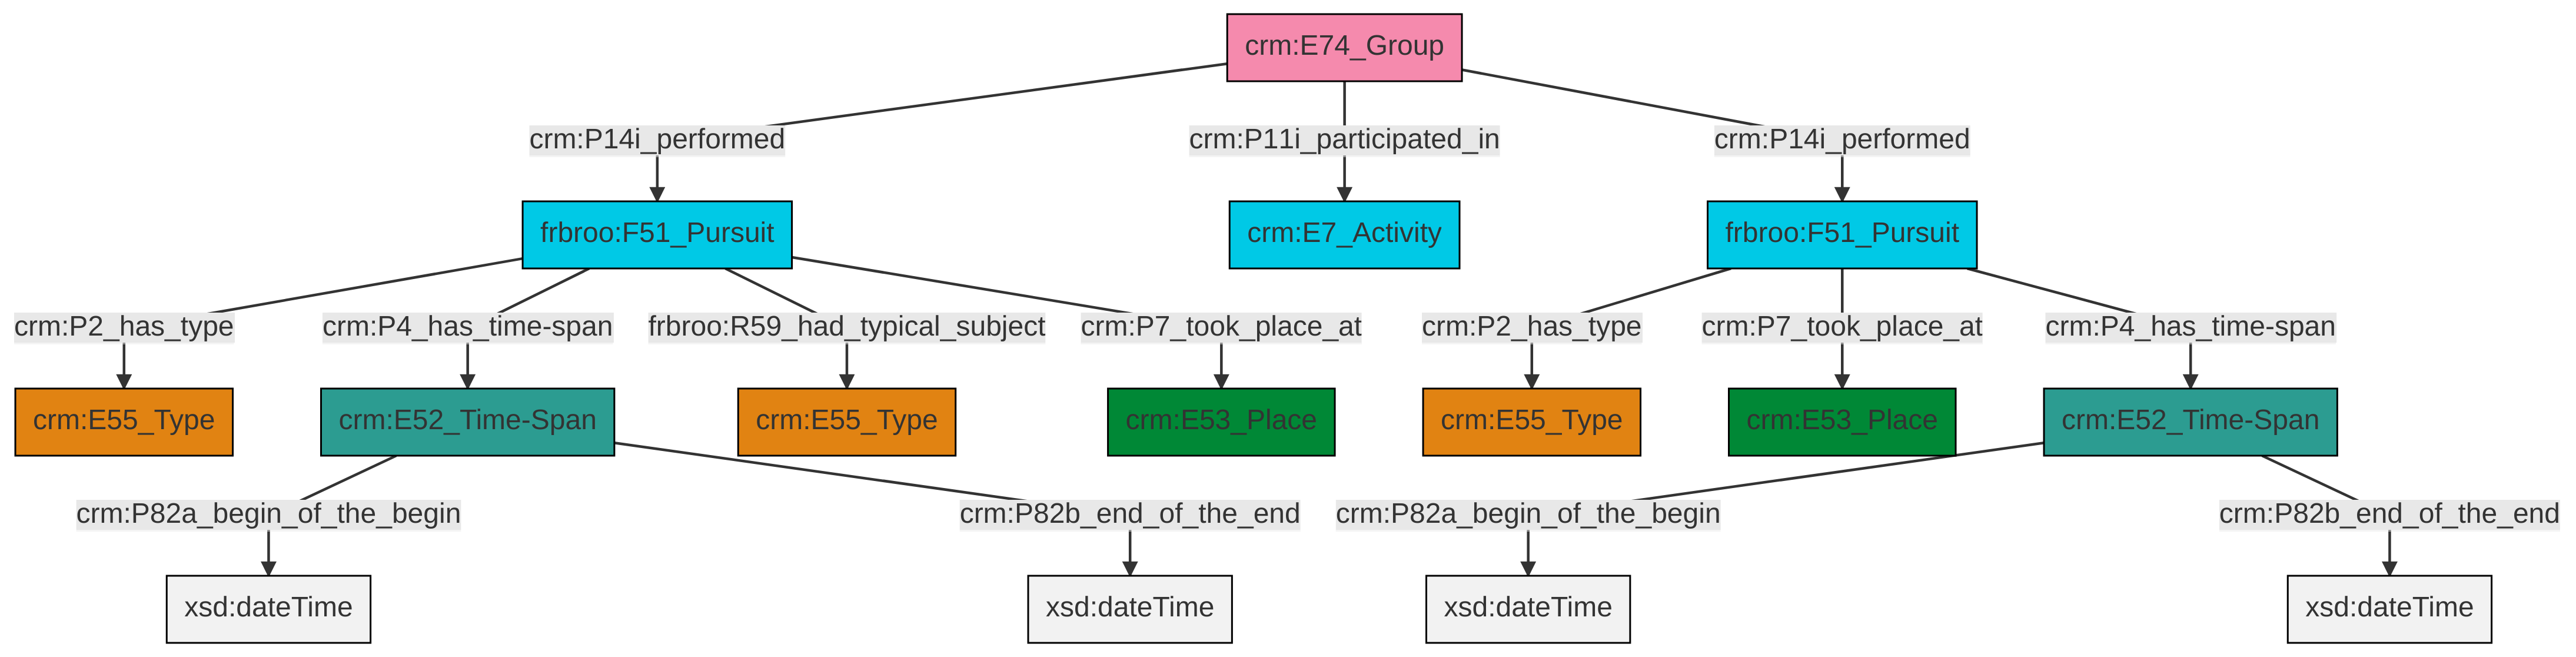 crm:E74_Group
crm:P14i_performed
crm:P11i_participated_in
crm:P14i_performed
frbroo:F51_Pursuit
crm:E7_Activity
frbroo:F51_Pursuit
crm:P2_has_type
crm:P4_has_time-span
frbroo:R59_had_typical_subject
crm:P7_took_place_at
crm:P2_has_type
crm:P7_took_place_at
crm:P4_has_time-span
crm:E55_Type
crm:E52_Time-Span
crm:E55_Type
crm:E53_Place
crm:E55_Type
crm:E53_Place
crm:E52_Time-Span
crm:P82a_begin_of_the_begin
crm:P82b_end_of_the_end
crm:P82a_begin_of_the_begin
crm:P82b_end_of_the_end
xsd:dateTime
xsd:dateTime
xsd:dateTime
xsd:dateTime